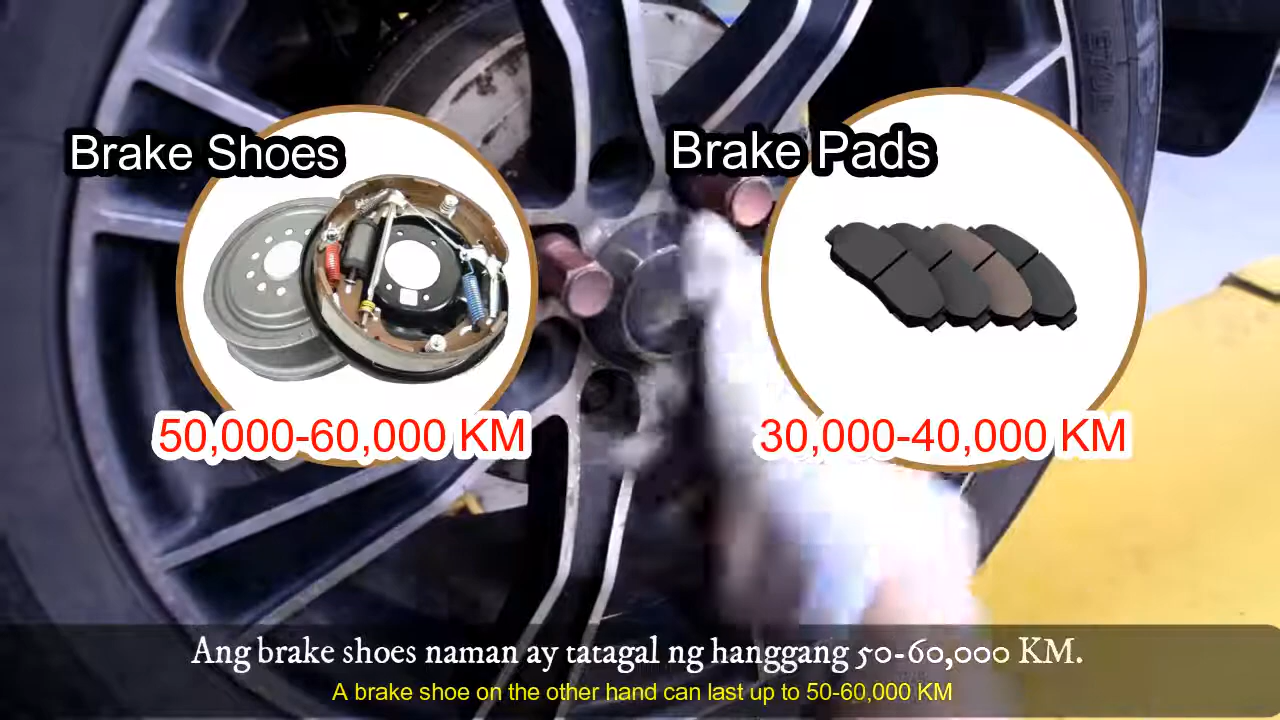 Brake Shoes
Brake Pads
50,000-60,000 KM
30,000-40,000 KM
Ang brake shoes naman ay tatagal ng hanggang 50-60,000 KM.
A brake shoe on the other hand can last up to 50-60,000 KM